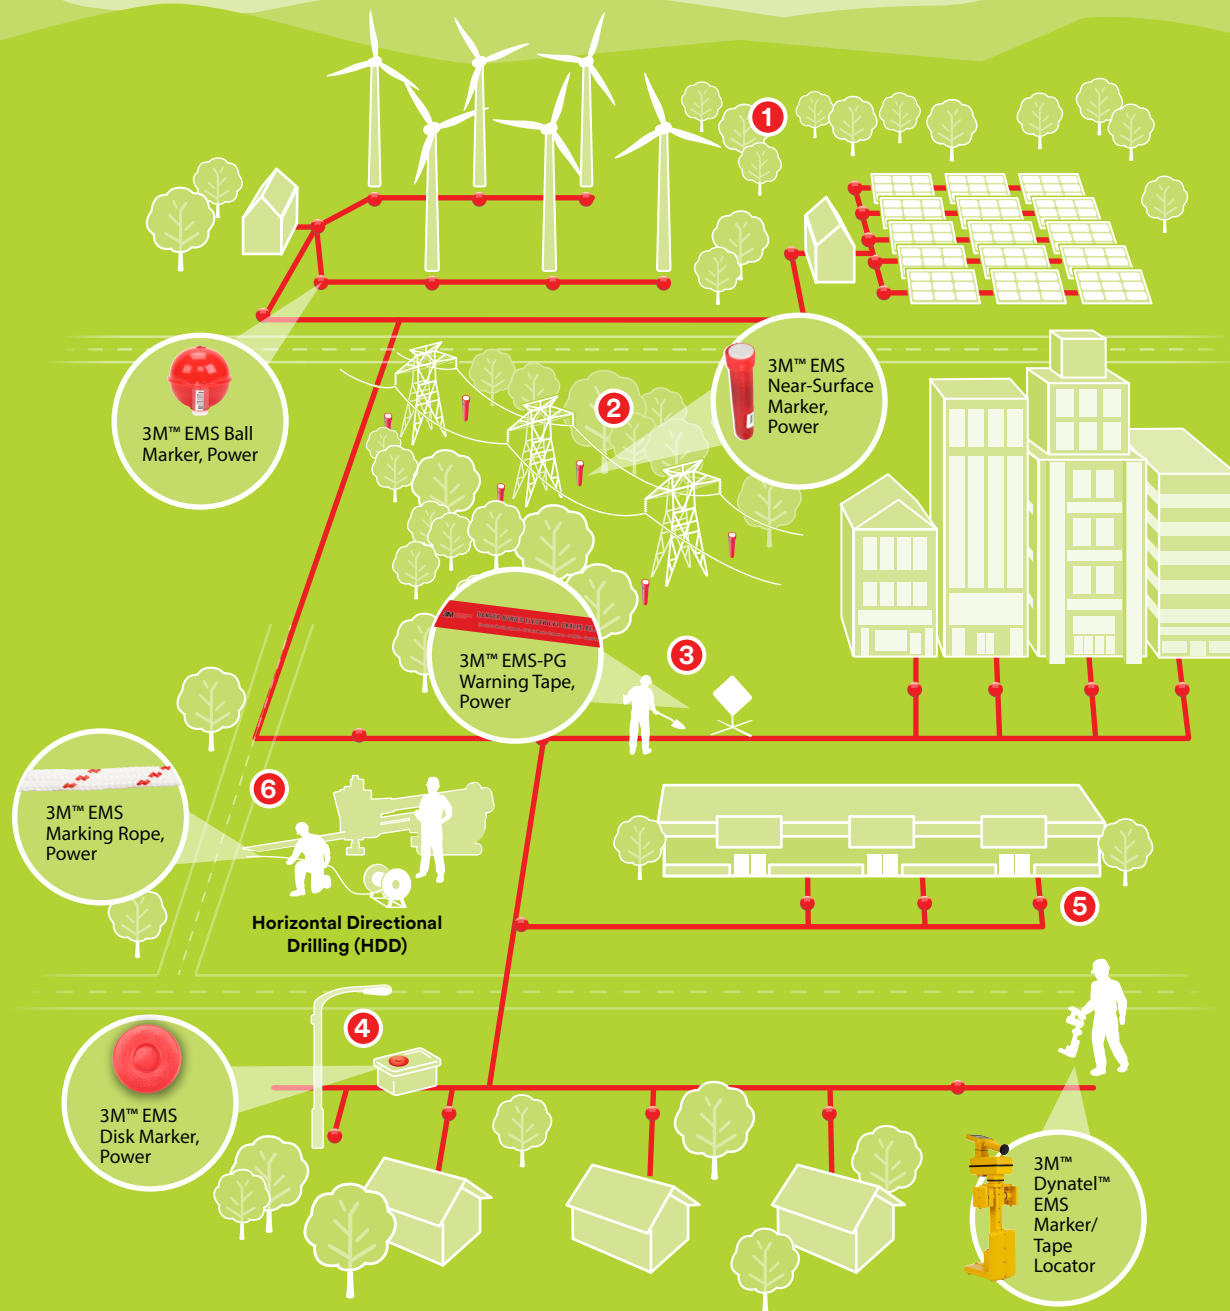 1
3M™ EMS Ball
Marker, Power
2
3M™ EMS
Near-Surface
Marker,
Power
3M
3M™ EMS-PG
Warning Tape,
Power
3
3M™ EMS
Marking Rope,
Power
6
Horizontal Directional
Drilling (HDD)
5
4
3M™ EMS
Disk Marker,
Power
3M™
Dynatel™
EMS
Marker/
Tape
Locator